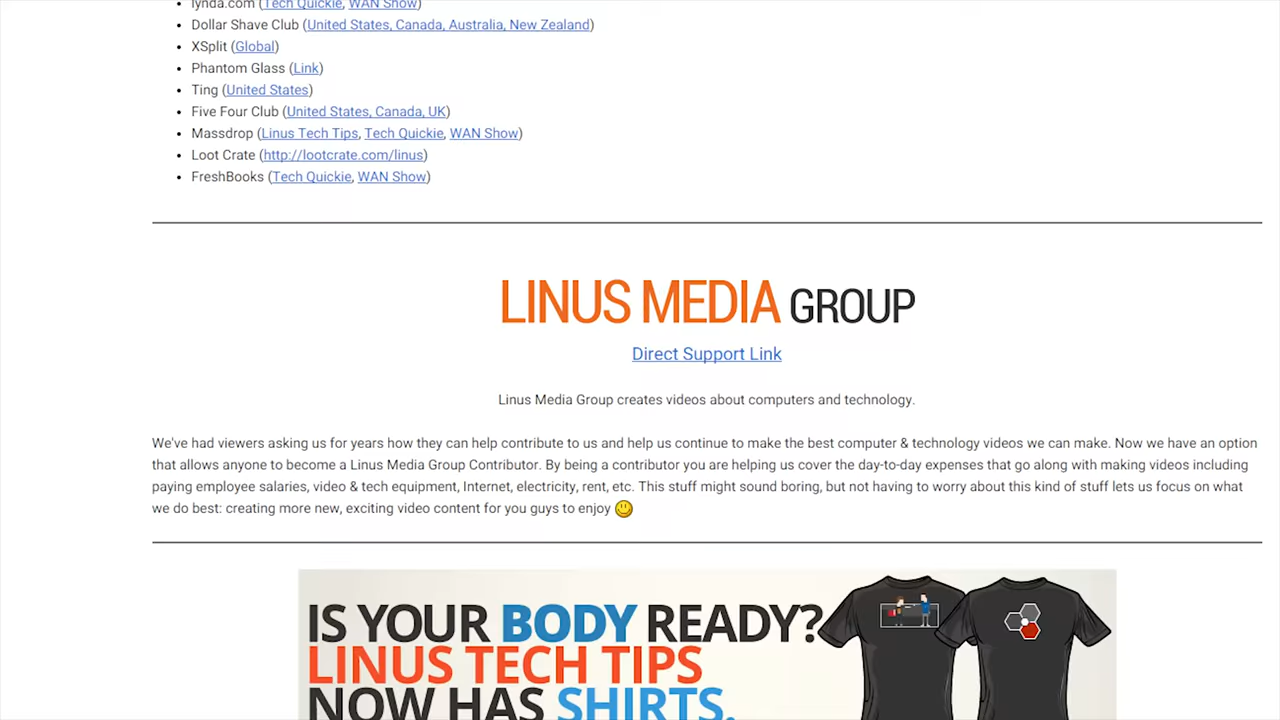 lynda.com (Tech Quickie, WAN Show)
Dollar Shave Club (United States, Canada, Australia, New Zealand)
XSplit (Global)
Phantom Glass (Link)
Ting (United States)
Five Four Club (United States, Canada, UK)
Massdrop (Linus Tech Tips, Tech Quickie, WAN Show)
Loot Crate (http://lootcrate.com/linus)
FreshBooks (Tech Quickie, WAN Show)
LINUS MEDIA GROUP
Direct Support Link
Linus Media Group creates videos about computers and technology.
We've had viewers asking us for years how they can help contribute to us and help us continue to make the best computer & technology videos we can make. Now we have an option
that allows anyone to become a Linus Media Group Contributor. By being a contributor you are helping us cover the day-to-day expenses that go along with making videos including
paying employee salaries, video & tech equipment, Internet, electricity, rent, etc. This stuff might sound boring, but not having to worry about this kind of stuff lets us focus on what
we do best: creating more new, exciting video content for you guys to enjoy
IS YOUR BODY READY?
LINUS TECH TIPS
NOW HAS SHIRTS.